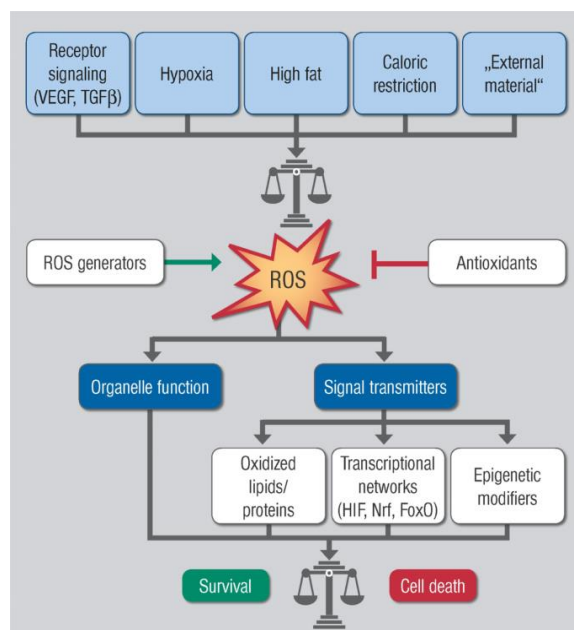 Receptor
signaling
(VEGF, TGFβ)
Hypoxia
High fat
Caloric
restriction
„External
material“
ROS generators
ROS
Antioxidants
Organelle function
Signal transmitters
Oxidized
lipids/
proteins
Transcriptional
networks
(HIF, Nrf, FoxO)
Epigenetic
modifiers
Survival
Cell death